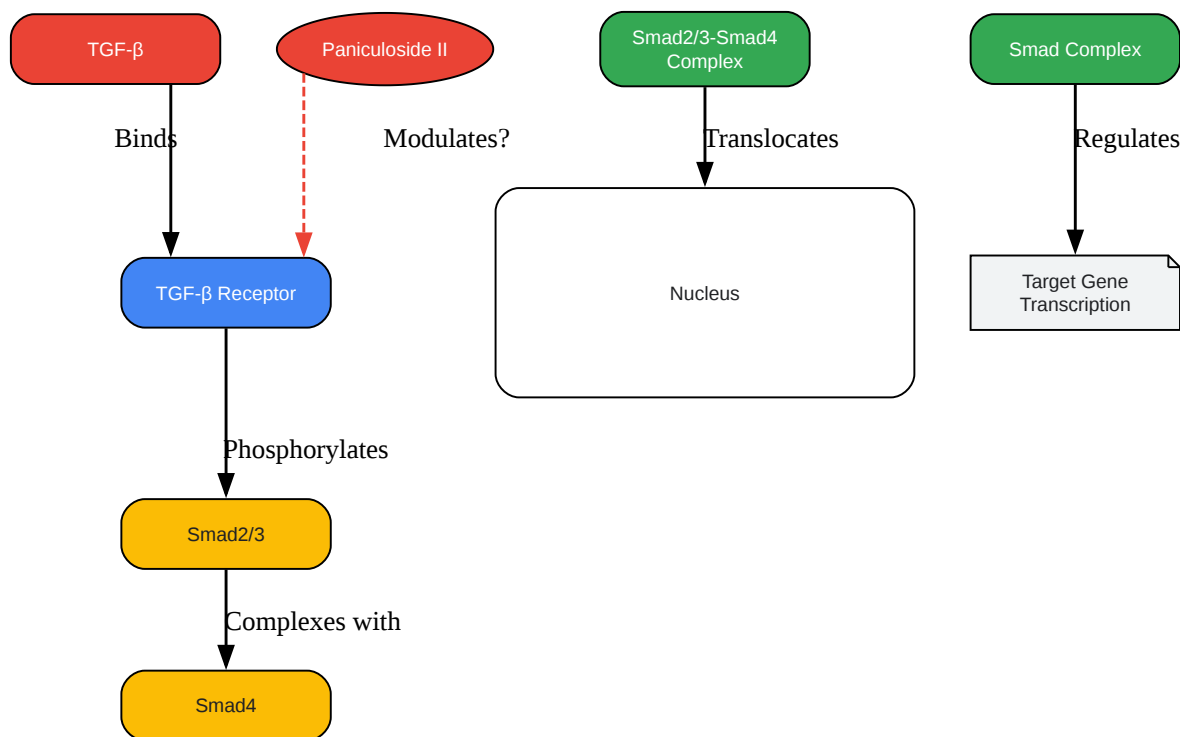 TGF-β
Paniculoside II
Smad2/3-Smad4
Complex
Smad Complex
Binds
Modulates?
Translocates
Regulates
TGF-β Receptor
Nucleus
Target Gene
Transcription
Phosphorylates
Smad2/3
Complexes with
Smad4